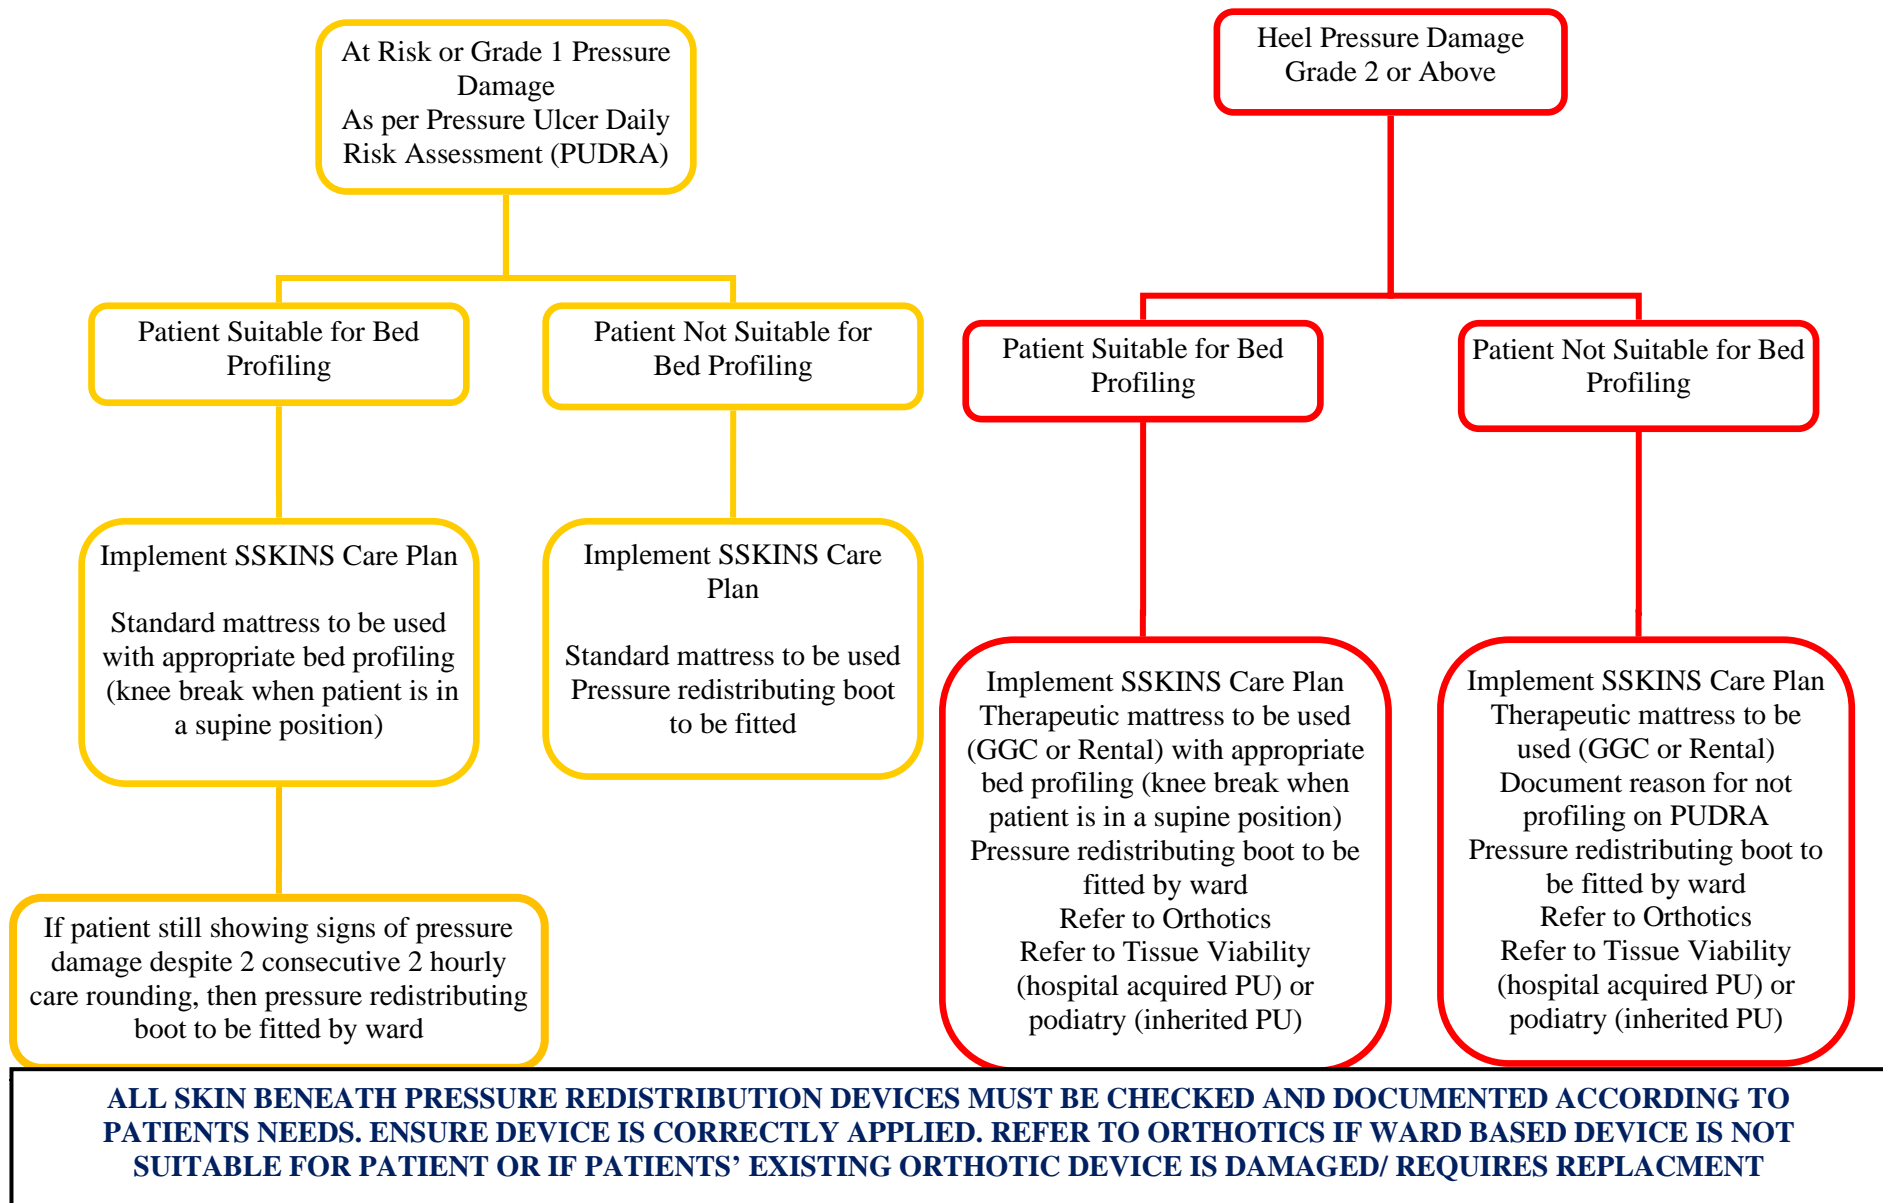 At Risk or Grade 1 Pressure
Damage
As per Pressure Ulcer Daily
Risk Assessment (PUDRA)
Heel Pressure Damage
Grade 2 or Above
Patient Suitable for Bed
Profiling
Patient Not Suitable for
Bed Profiling
Patient Suitable for Bed
Profiling
Patient Not Suitable for Bed
Profiling
Implement SSKINS Care Plan
Standard mattress to be used
with appropriate bed profiling
(knee break when patient is in
a supine position)
Implement SSKINS Care
Plan
Standard mattress to be used
Pressure redistributing boot
to be fitted
Implement SSKINS Care Plan
Therapeutic mattress to be used
(GGC or Rental) with appropriate
bed profiling (knee break when
patient is in a supine position)
Pressure redistributing boot to be
fitted by ward
Refer to Orthotics
Refer to Tissue Viability
(hospital acquired PU) or
podiatry (inherited PU)
Implement SSKINS Care Plan
Therapeutic mattress to be
used (GGC or Rental)
Document reason for not
profiling on PUDRA
Pressure redistributing boot to
be fitted by ward
Refer to Orthotics
Refer to Tissue Viability
(hospital acquired PU) or
podiatry (inherited PU)
If patient still showing signs of pressure
damage despite 2 consecutive 2 hourly
care rounding, then pressure redistributing
boot to be fitted by ward
ALL SKIN BENEATH PRESSURE REDISTRIBUTION DEVICES MUST BE CHECKED AND DOCUMENTED ACCORDING TO
PATIENTS NEEDS. ENSURE DEVICE IS CORRECTLY APPLIED. REFER TO ORTHOTICS IF WARD BASED DEVICE IS NOT
SUITABLE FOR PATIENT OR IF PATIENTS’ EXISTING ORTHOTIC DEVICE IS DAMAGED/ REQUIRES REPLACMENT